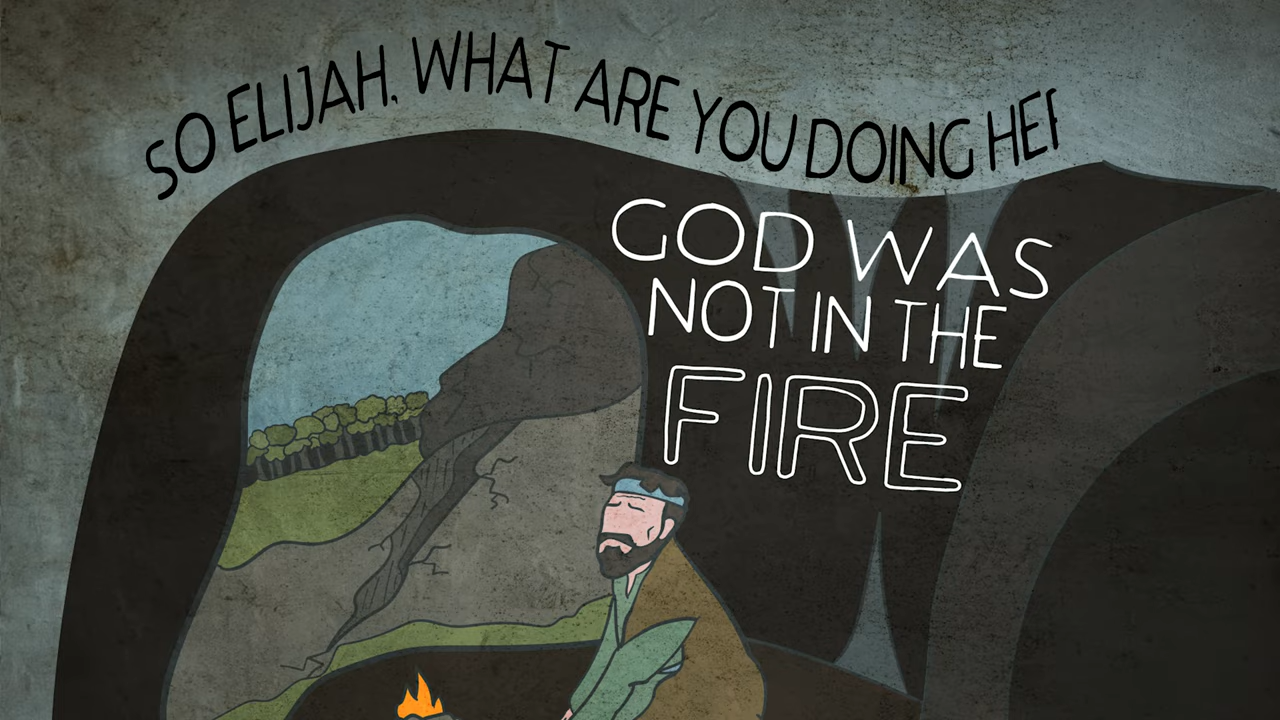 SO ELIJAH, WHAT ARE YOU DOING
GOD WAS
NOT IN THE
FIRE